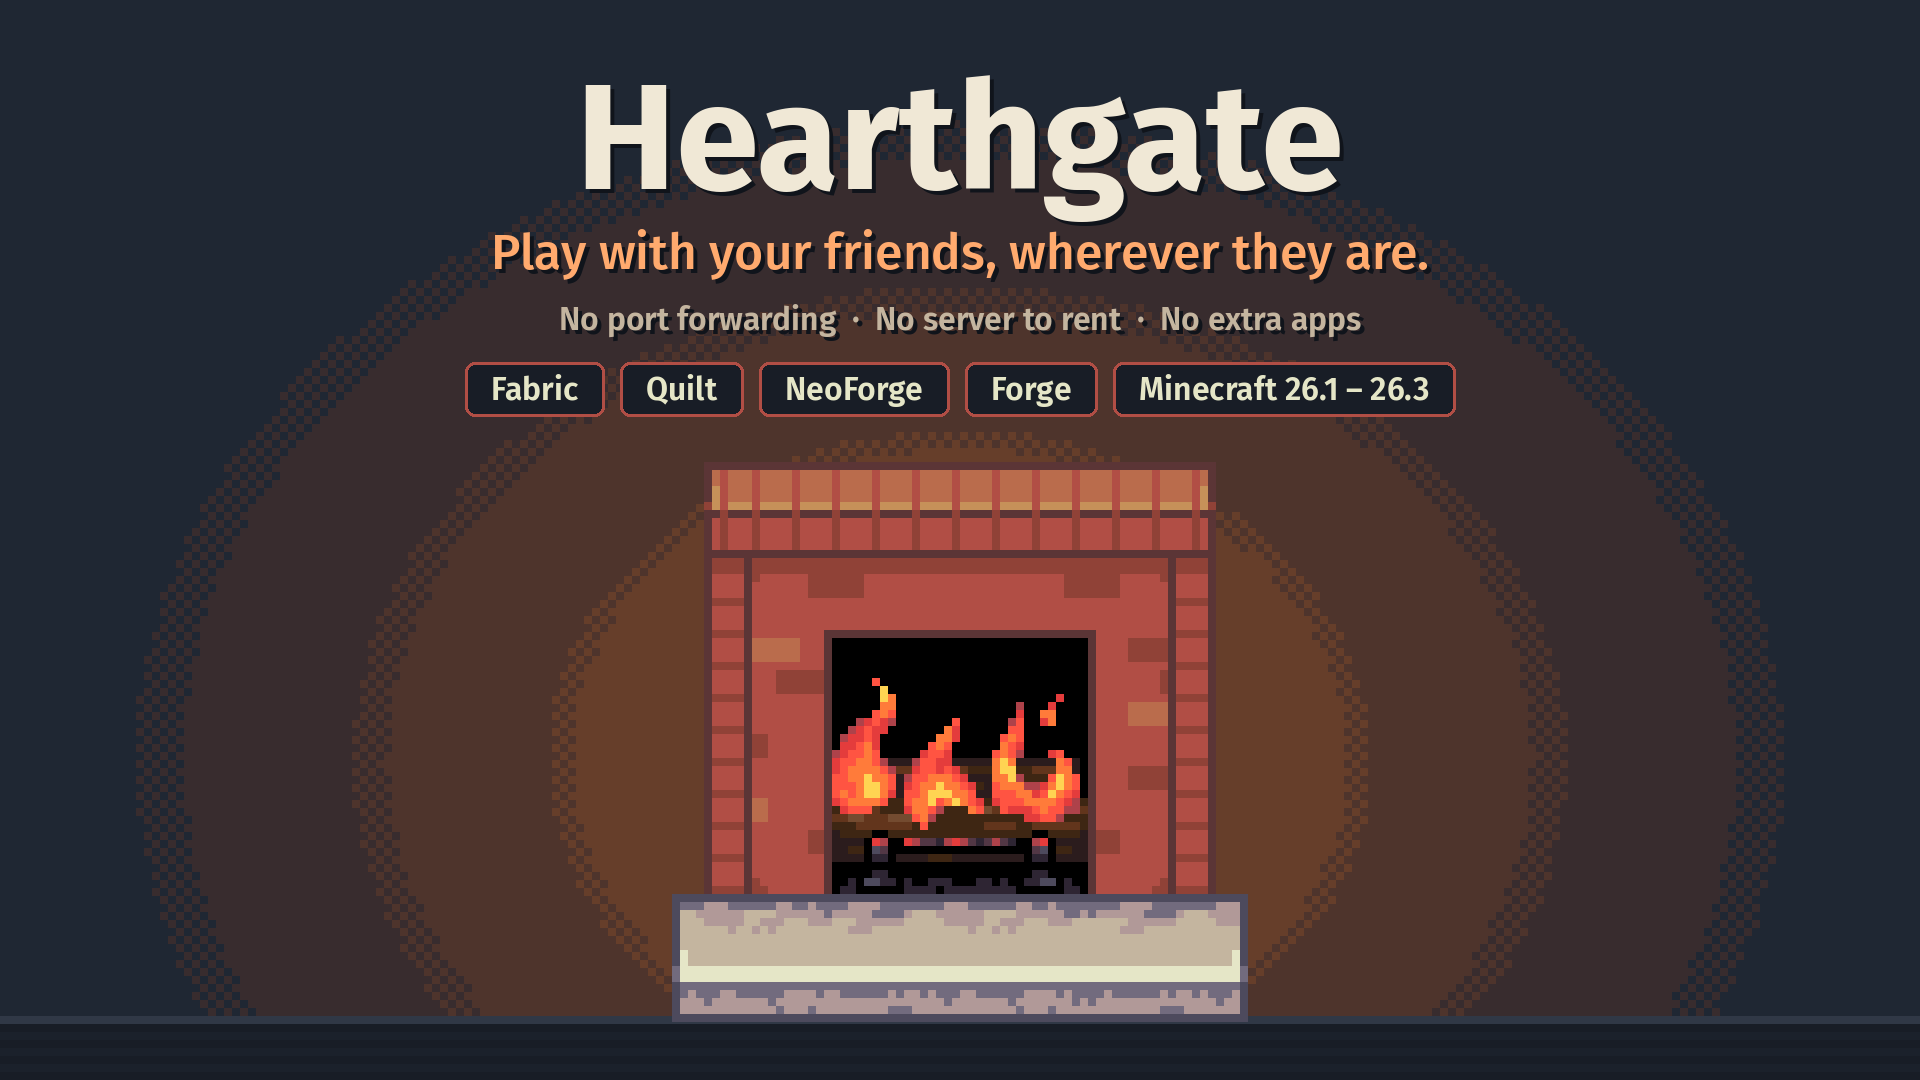 Hearthgate
Play with your friends, wherever they are.
No port forwarding · No server to rent · No extra apps
Fabric Quilt NeoForge Forge Minecraft 26.1 – 26.3